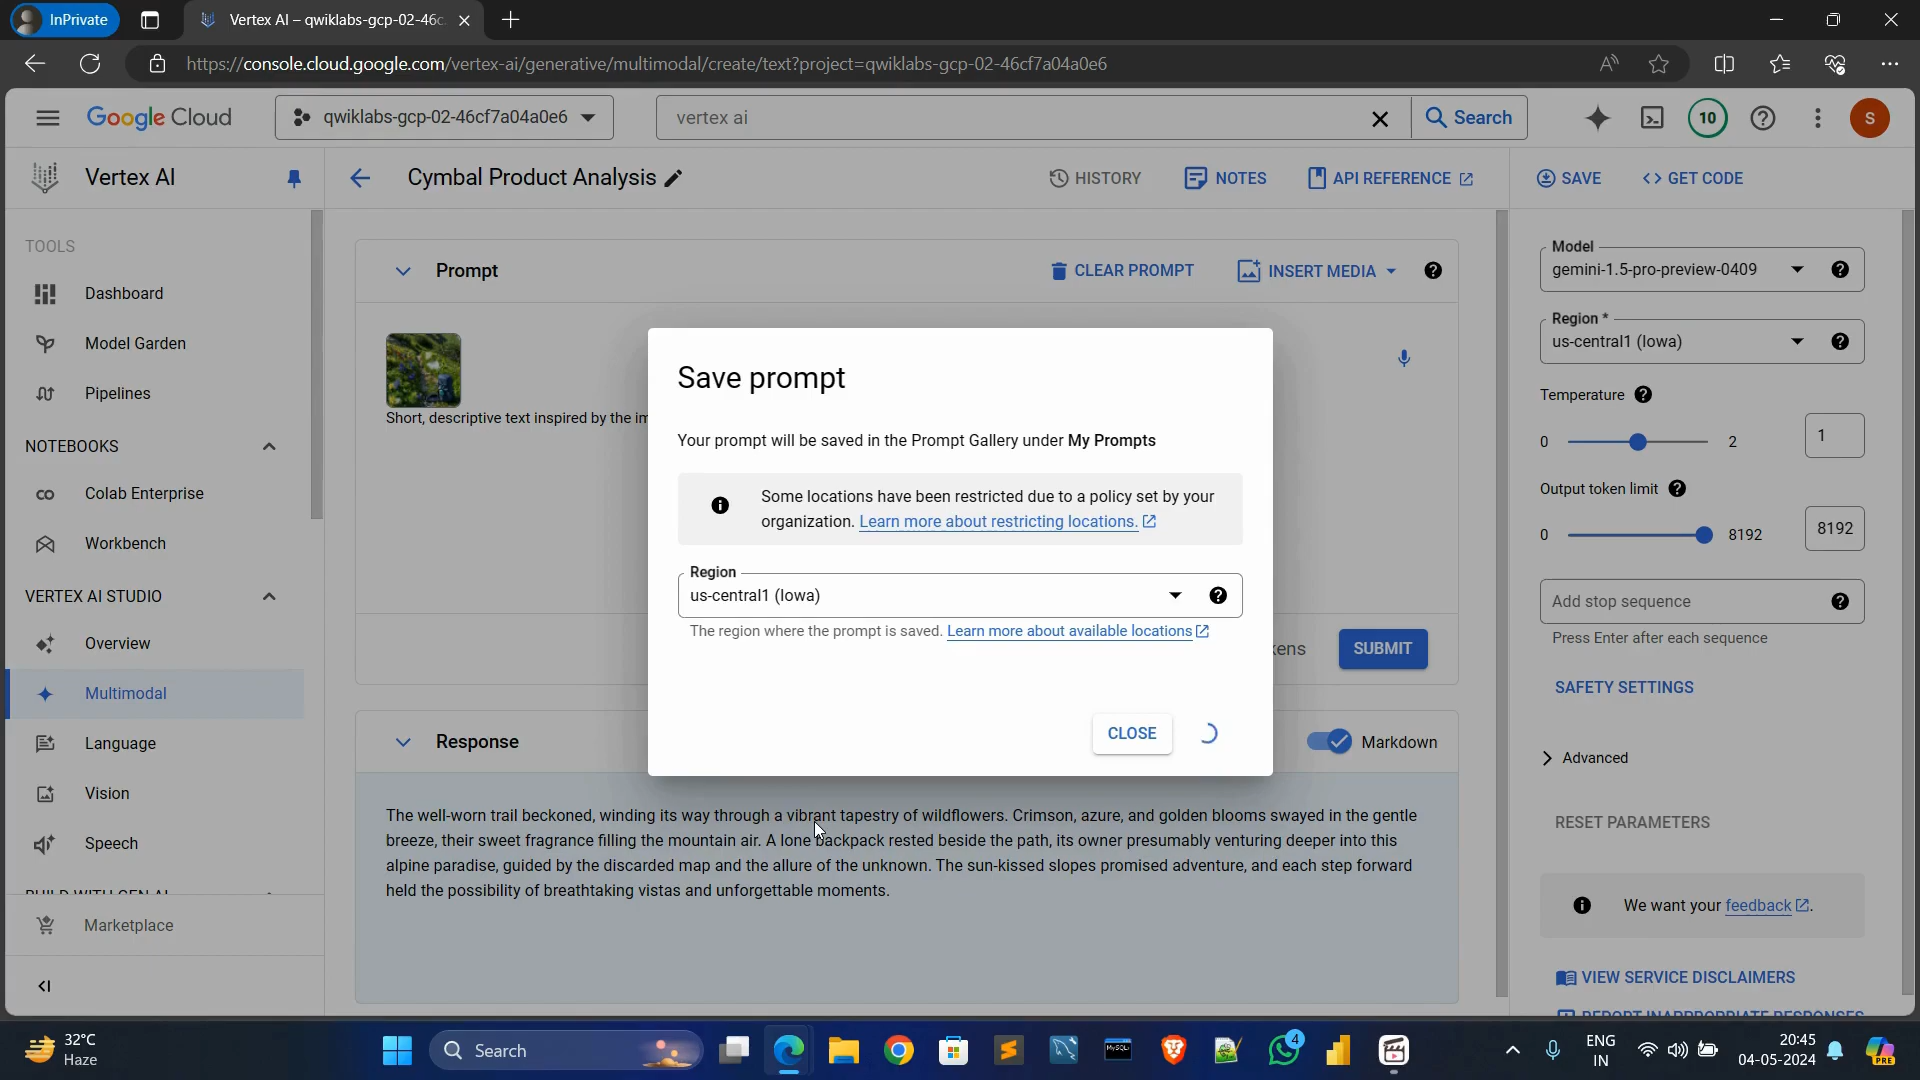 InPrivate
Vertex AI – qwiklabs-gcp-02-46c
https://console.cloud.google.com/vertex-ai/generative/multimodal/create/text?project=qwiklabs-gcp-02-46cf7a04a0e6
Google Cloud
qwiklabs-gcp-02-46cf7a04a0e6
vertex ai
Search
10
S
Vertex AI
Cymbal Product Analysis
HISTORY
NOTES
API REFERENCE
SAVE
<> GET CODE
TOOLS
Dashboard
Model Garden
Pipelines
NOTEBOOKS
Colab Enterprise
Workbench
VERTEX AI STUDIO
Overview
Multimodal
Language
Vision
Speech
BUILD WITH GEN AI
Marketplace
Prompt
CLEAR PROMPT
INSERT MEDIA
Short, descriptive text inspired by the
SUBMIT
Save prompt
Your prompt will be saved in the Prompt Gallery under My Prompts
Some locations have been restricted due to a policy set by your
organization. Learn more about restricting locations.
Region
us-central1 (Iowa)
The region where the prompt is saved. Learn more about available locations
CLOSE
Response
Markdown
The well-worn trail beckoned, winding its way through a vibrant tapestry of wildflowers. Crimson, azure, and golden blooms swayed in the gentle
breeze, their sweet fragrance filling the mountain air. A lone backpack rested beside the path, its owner presumably venturing deeper into this
alpine paradise, guided by the discarded map and the allure of the unknown. The sun-kissed slopes promised adventure, and each step forward
held the possibility of breathtaking vistas and unforgettable moments.
Model
gemini-1.5-pro-preview-0409
Region *
us-central1 (Iowa)
Temperature
0
2
1
Output token limit
0
8192
8192
Add stop sequence
Press Enter after each sequence
SAFETY SETTINGS
Advanced
RESET PARAMETERS
We want your feedback.
VIEW SERVICE DISCLAIMERS
REPORT INAPPROPRIATE RESPONSES
32°C
Haze
Search
MySQL
4
PRE
ENG
IN
20:45
04-05-2024